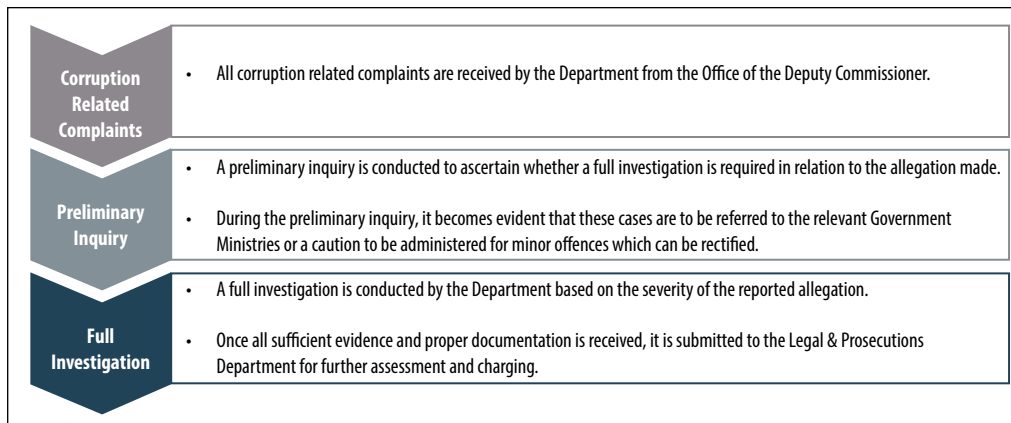 Corruption
Related
Complaints
• All corruption related complaints are received by the Department from the Office of the Deputy Commissioner.
Preliminary
Inquiry
• A preliminary inquiry is conducted to ascertain whether a full investigation is required in relation to the allegation made.
• During the preliminary inquiry, it becomes evident that these cases are to be referred to the relevant Government
Ministries or a caution to be administered for minor offences which can be rectified.
Full
Investigation
• A full investigation is conducted by the Department based on the severity of the reported allegation.
• Once all sufficient evidence and proper documentation is received, it is submitted to the Legal & Prosecutions
Department for further assessment and charging.